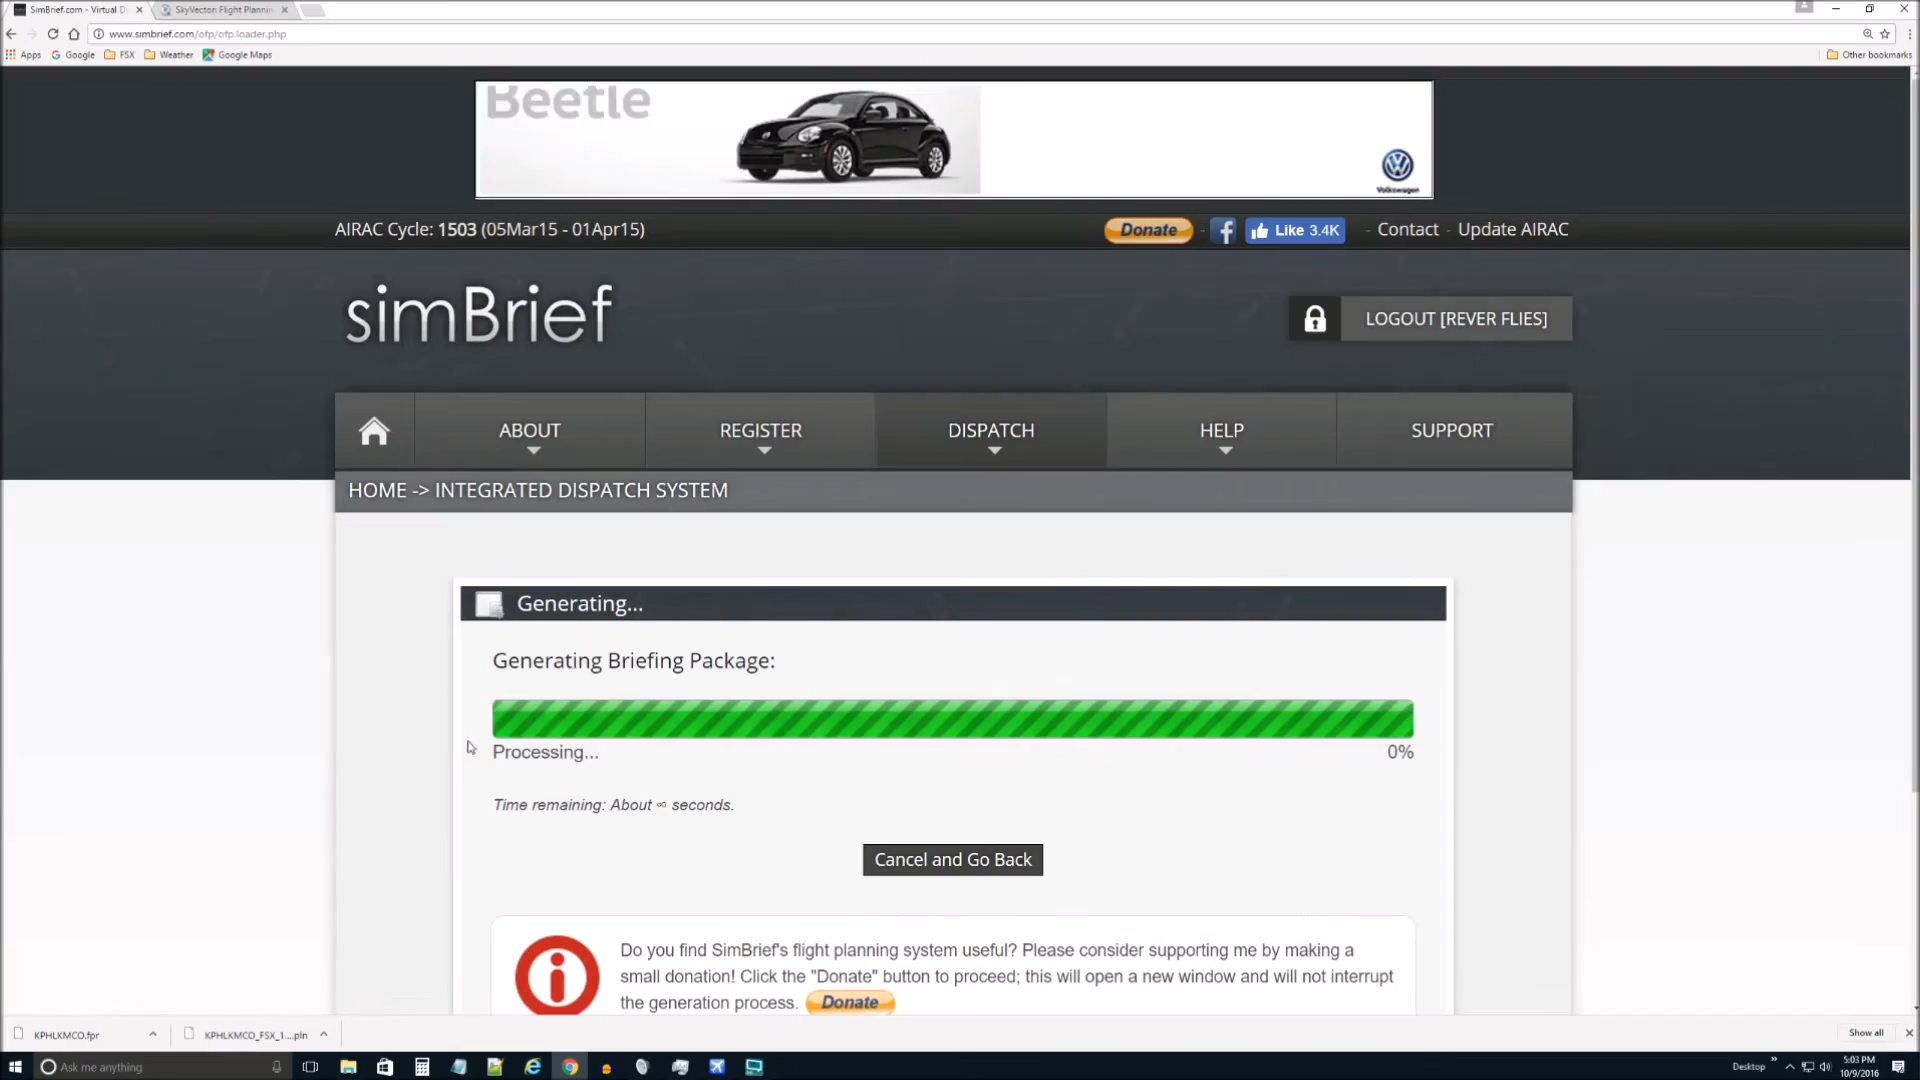 SimBrief.com - Virtual D
SkyVector: Flight Plannin
www.simbrief.com/ofp/ofp.loader.php
Apps
Google
FSX
Weather
Google Maps
Other bookmarks
Beetle
Volkswagen
AIRAC Cycle: 1503 (05Mar15 - 01Apr15)
Donate - f Like 3.4K - Contact - Update AIRAC
simBrief
LOGOUT [REVER FLIES]
ABOUT
REGISTER
DISPATCH
HELP
SUPPORT
HOME -> INTEGRATED DISPATCH SYSTEM
Generating...
Generating Briefing Package:
Processing... 0%
Time remaining: About ∞ seconds.
Cancel and Go Back
Do you find SimBrief's flight planning system useful? Please consider supporting me by making a
small donation! Click the "Donate" button to proceed; this will open a new window and will not interrupt
the generation process. Donate
KPHLKMCO.fpr
KPHLKMCO_FSX_1....pln
Show all
Ask me anything
Desktop
5:03 PM
10/9/2016